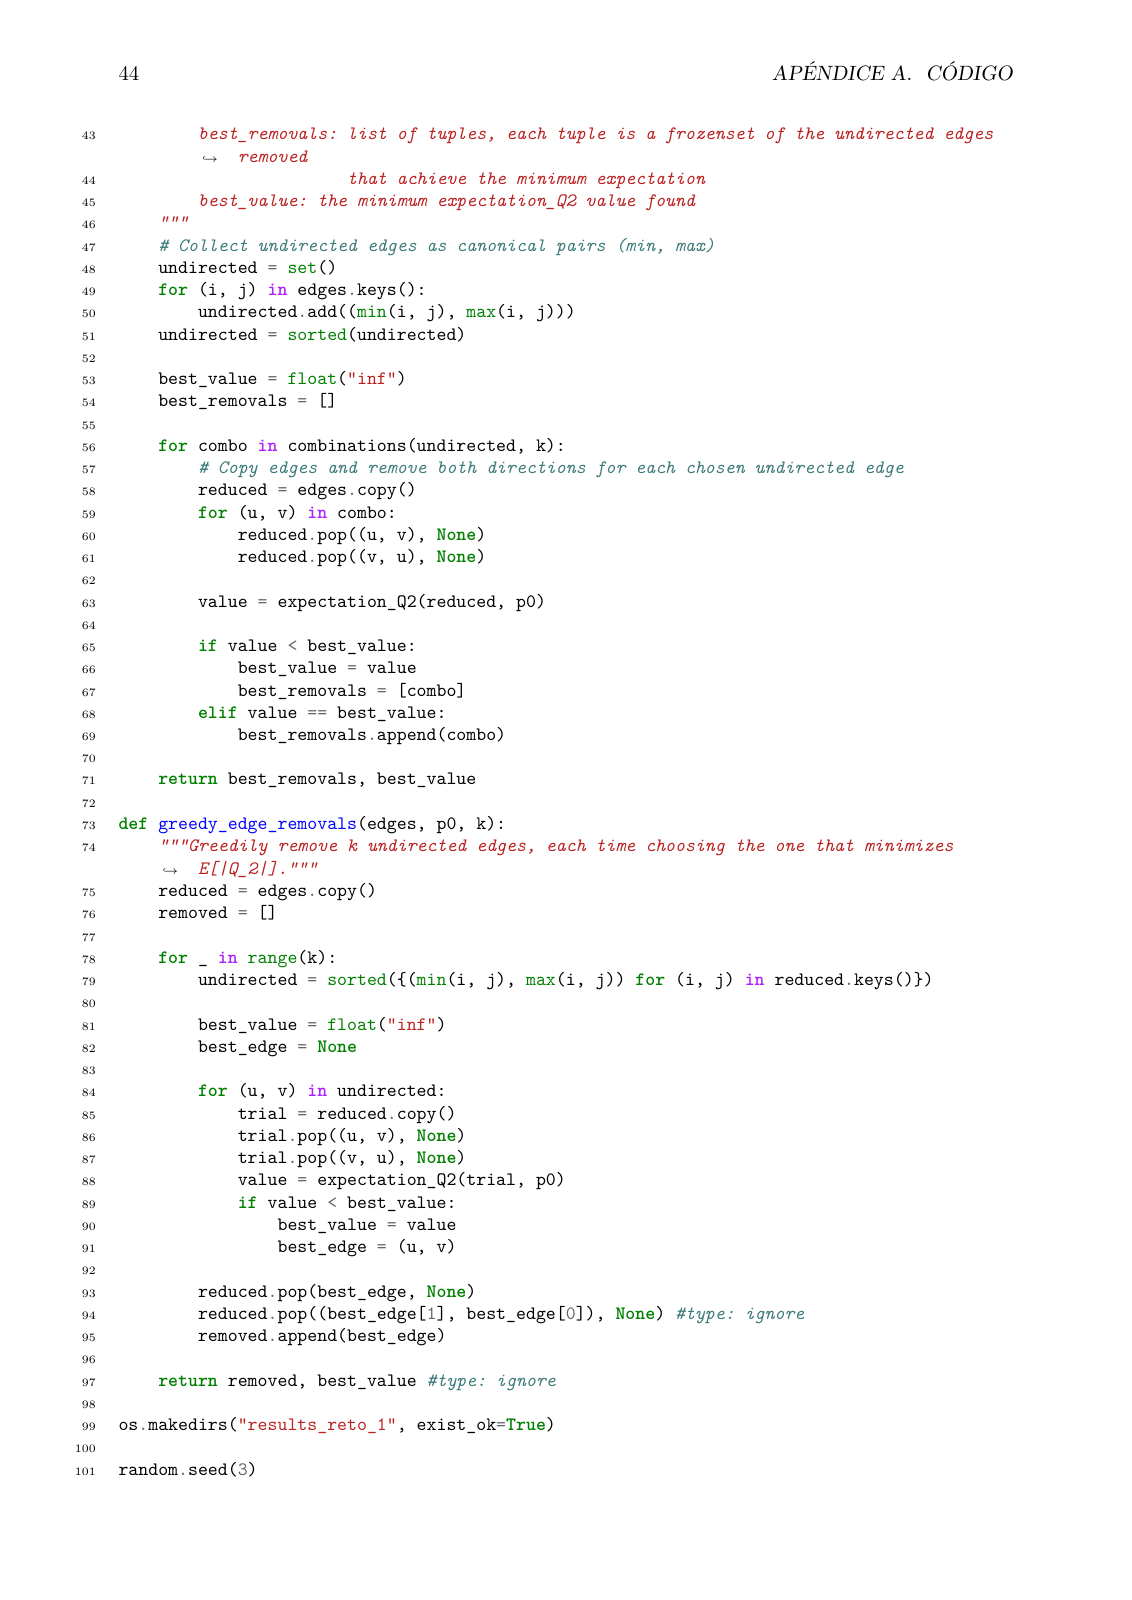 44 APÉNDICE A. CÓDIGO
43         best_removals: list of tuples, each tuple is a frozenset of the undirected edges
        ↪ removed
44                        that achieve the minimum expectation
45         best_value: the minimum expectation_Q2 value found
46     """
47     # Collect undirected edges as canonical pairs (min, max)
48     undirected = set()
49     for (i, j) in edges.keys():
50         undirected.add((min(i, j), max(i, j)))
51     undirected = sorted(undirected)
52
53     best_value = float("inf")
54     best_removals = []
55
56     for combo in combinations(undirected, k):
57         # Copy edges and remove both directions for each chosen undirected edge
58         reduced = edges.copy()
59         for (u, v) in combo:
60             reduced.pop((u, v), None)
61             reduced.pop((v, u), None)
62
63         value = expectation_Q2(reduced, p0)
64
65         if value < best_value:
66             best_value = value
67             best_removals = [combo]
68         elif value == best_value:
69             best_removals.append(combo)
70
71     return best_removals, best_value
72
73 def greedy_edge_removals(edges, p0, k):
74     """Greedily remove k undirected edges, each time choosing the one that minimizes
    ↪ E[|Q_2|]."""
75     reduced = edges.copy()
76     removed = []
77
78     for _ in range(k):
79         undirected = sorted({(min(i, j), max(i, j)) for (i, j) in reduced.keys()})
80
81         best_value = float("inf")
82         best_edge = None
83
84         for (u, v) in undirected:
85             trial = reduced.copy()
86             trial.pop((u, v), None)
87             trial.pop((v, u), None)
88             value = expectation_Q2(trial, p0)
89             if value < best_value:
90                 best_value = value
91                 best_edge = (u, v)
92
93         reduced.pop(best_edge, None)
94         reduced.pop((best_edge[1], best_edge[0]), None) #type: ignore
95         removed.append(best_edge)
96
97     return removed, best_value #type: ignore
98
99 os.makedirs("results_reto_1", exist_ok=True)
100
101 random.seed(3)